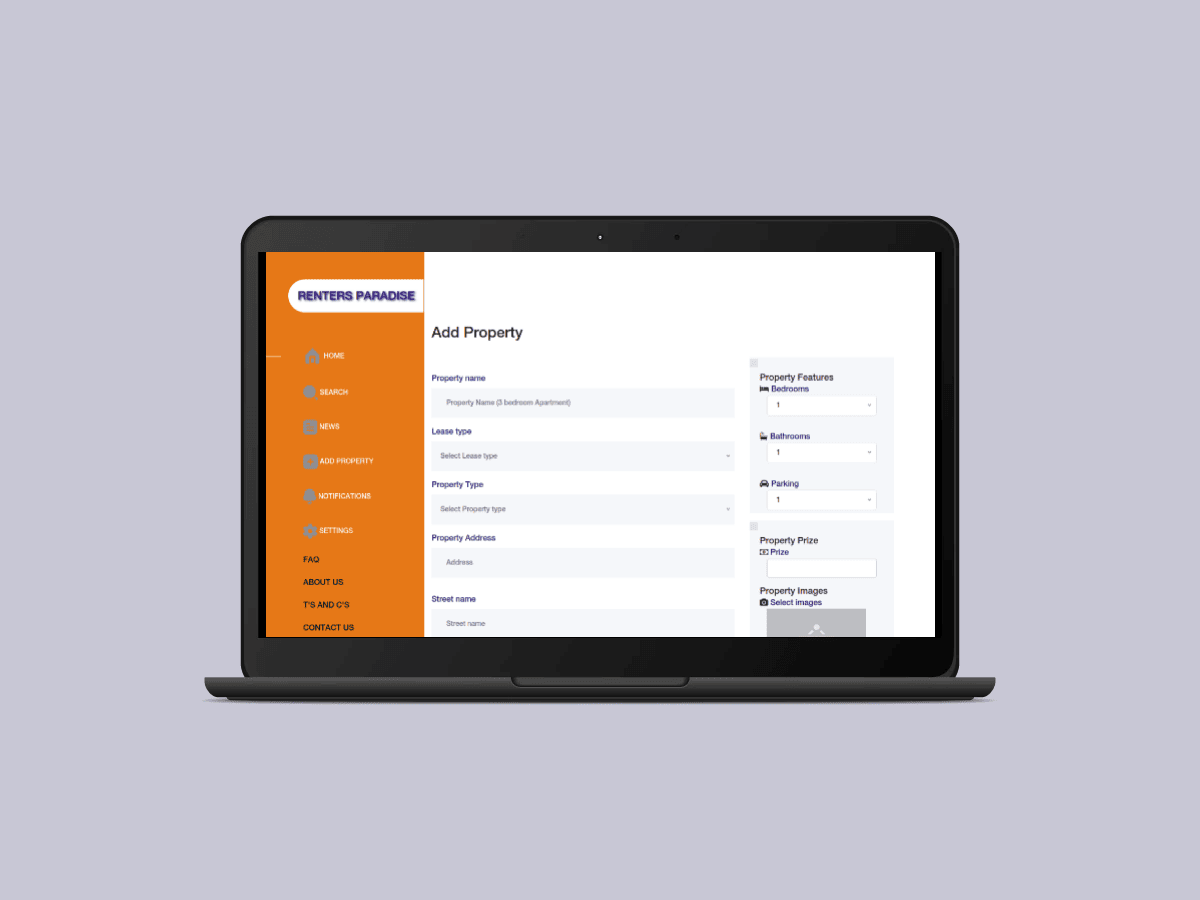 RENTERS PARADISE
HOME
SEARCH
NEWS
ADD PROPERTY
NOTIFICATIONS
SETTINGS
FAQ
ABOUT US
T'S AND C'S
CONTACT US
Add Property
Property name
Property Name (3 bedroom Apartment)
Lease type
Select Lease type
Property Type
Select Property type
Property Address
Address
Street name
Street name
Property Features
Bedrooms
1
Bathrooms
1
Parking
1
Property Prize
Prize
Property Images
Select images